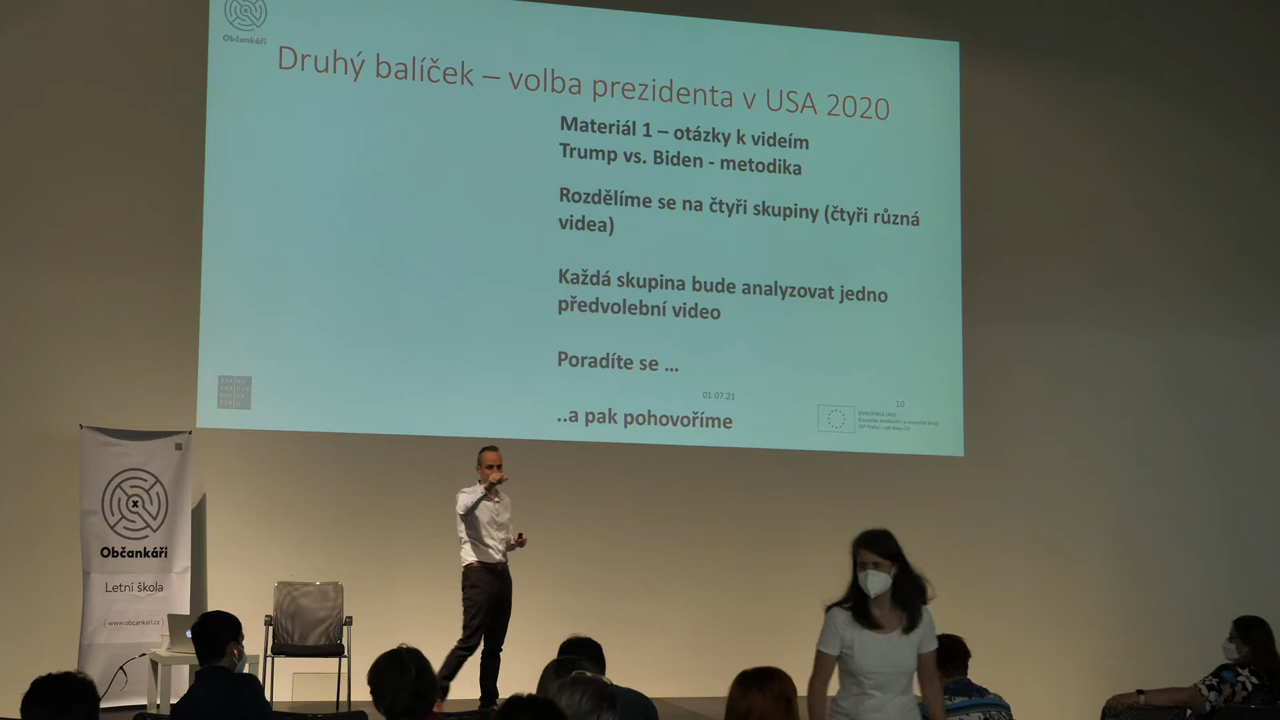 Občankáři
Druhý balíček – volba prezidenta v USA 2020
Materiál 1 – otázky k videím
Trump vs. Biden - metodika
Rozdělíme se na čtyři skupiny (čtyři různá
videa)
Každá skupina bude analyzovat jedno
předvolební video
Poradíte se ...
..a pak pohovoříme
01.07.21
10
EVROPSKÁ UNIE
x
Občankáři
Letní škola
www.obcankari.cz